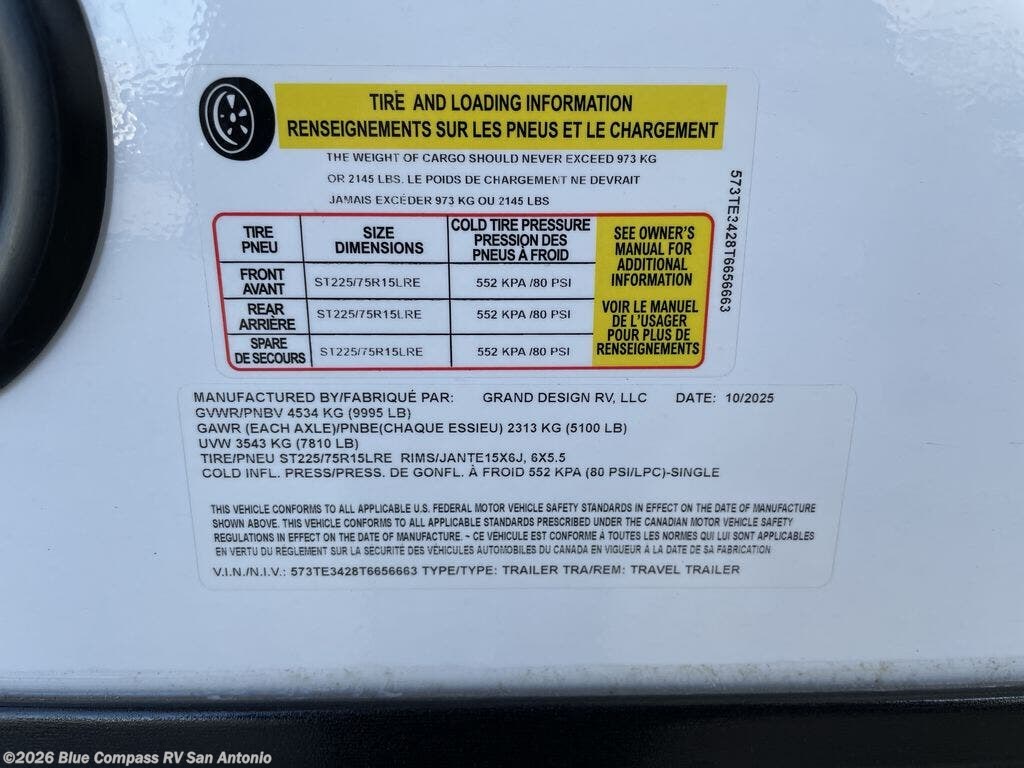 TIRE AND LOADING INFORMATION
RENSEIGNEMENTS SUR LES PNEUS ET LE CHARGEMENT
THE WEIGHT OF CARGO SHOULD NEVER EXCEED 973 KG
OR 2145 LBS. LE POIDS DE CHARGEMENT NE DEVRAIT
JAMAIS EXCÉDER 973 KG OU 2145 LBS
TIRE
PNEU
SIZE
DIMENSIONS
COLD TIRE PRESSURE
PRESSION DES
PNEUS À FROID
FRONT
AVANT
ST225/75R15LRE
552 KPA /80 PSI
REAR
ARRIÈRE
ST225/75R15LRE
552 KPA /80 PSI
SPARE
DE SECOURS
ST225/75R15LRE
552 KPA /80 PSI
SEE OWNER'S
MANUAL FOR
ADDITIONAL
INFORMATION
VOIR LE MANUEL
DE L'USAGER
POUR PLUS DE
RENSEIGNEMENTS
573TE3428T6656663
MANUFACTURED BY/FABRIQUÉ PAR: GRAND DESIGN RV, LLC DATE: 10/2025
GVWR/PNBV 4534 KG (9995 LB)
GAWR (EACH AXLE)/PNBE(CHAQUE ESSIEU) 2313 KG (5100 LB)
UVW 3543 KG (7810 LB)
TIRE/PNEU ST225/75R15LRE RIMS/JANTE15X6J, 6X5.5
COLD INFL. PRESS/PRESS. DE GONFL. À FROID 552 KPA (80 PSI/LPC)-SINGLE
THIS VEHICLE CONFORMS TO ALL APPLICABLE U.S. FEDERAL MOTOR VEHICLE SAFETY STANDARDS IN EFFECT ON THE DATE OF MANUFACTURE
SHOWN ABOVE. THIS VEHICLE CONFORMS TO ALL APPLICABLE STANDARDS PRESCRIBED UNDER THE CANADIAN MOTOR VEHICLE SAFETY
REGULATIONS IN EFFECT ON THE DATE OF MANUFACTURE. ~ CE VEHICULE EST CONFORME À TOUTES LES NORMES QUI LUI SONT APPLICABLES
EN VERTU DU RÈGLEMENT SUR LA SÉCURITÉ DES VÉHICULES AUTOMOBILES DU CANADA EN VIGUEUR À LA DATE DE SA FABRICATION
V.I.N./N.I.V.: 573TE3428T6656663 TYPE/TYPE: TRAILER TRA/REM: TRAVEL TRAILER
©2026 Blue Compass RV San Antonio